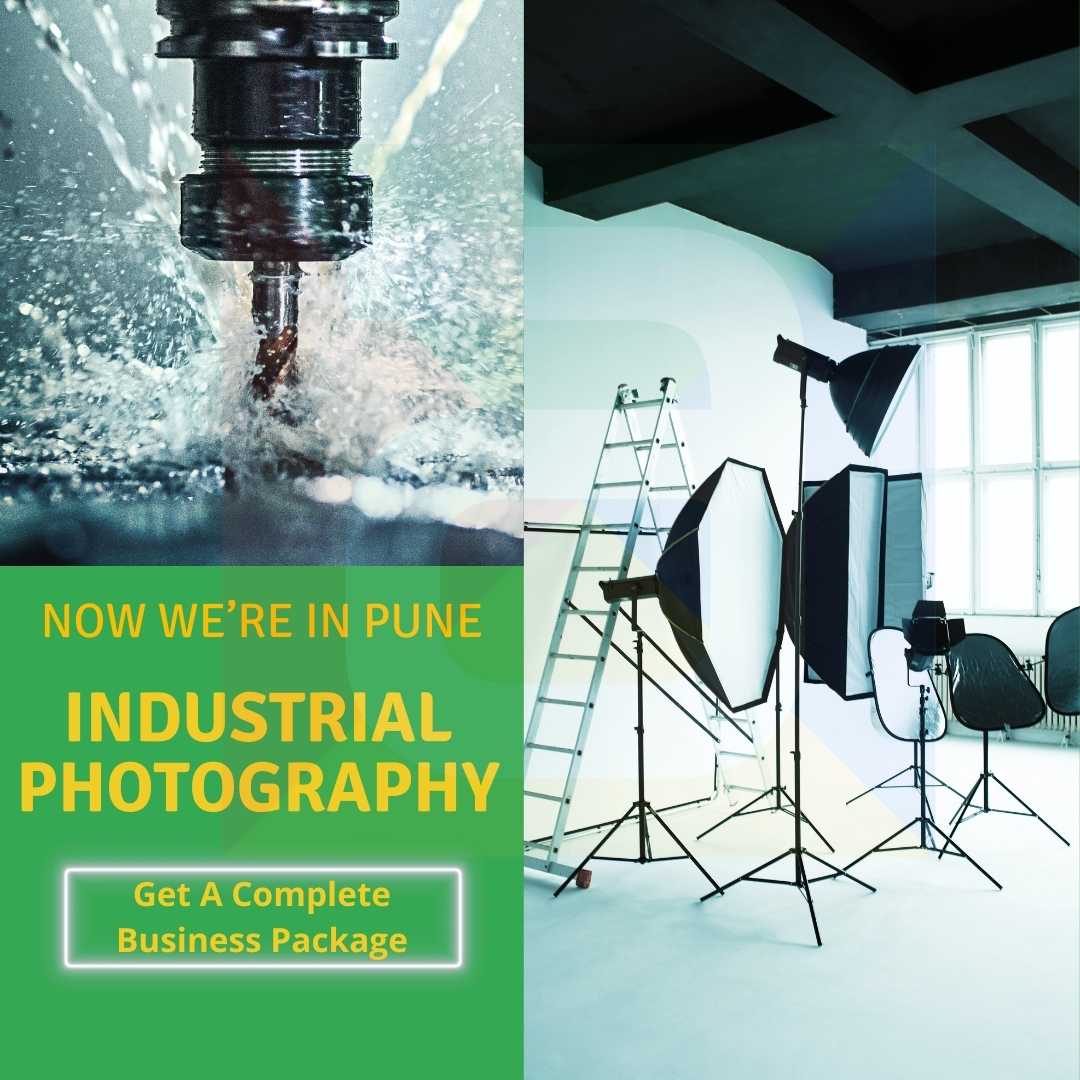 NOW WE’RE IN PUNE
INDUSTRIAL
PHOTOGRAPHY
Get A Complete
Business Package